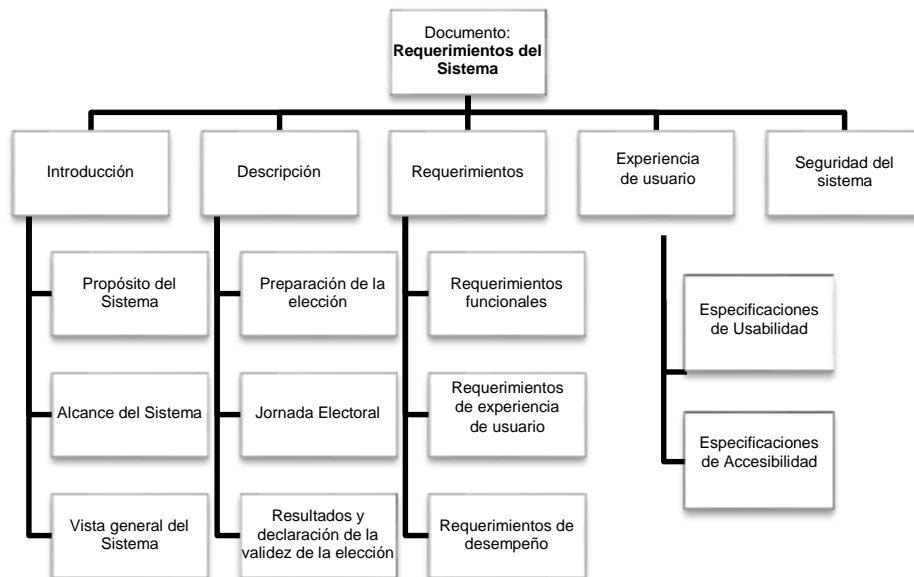 Documento:
Requerimientos del
Sistema
Introducción
Descripción
Requerimientos
Experiencia
de usuario
Seguridad del
sistema
Propósito del
Sistema
Preparación de la
elección
Requerimientos
funcionales
Especificaciones
de Usabilidad
Alcance del Sistema
Jornada Electoral
Requerimientos
de experiencia
de usuario
Especificaciones
de Accesibilidad
Vista general del
Sistema
Resultados y
declaración de la
validez de la elección
Requerimientos de
desempeño